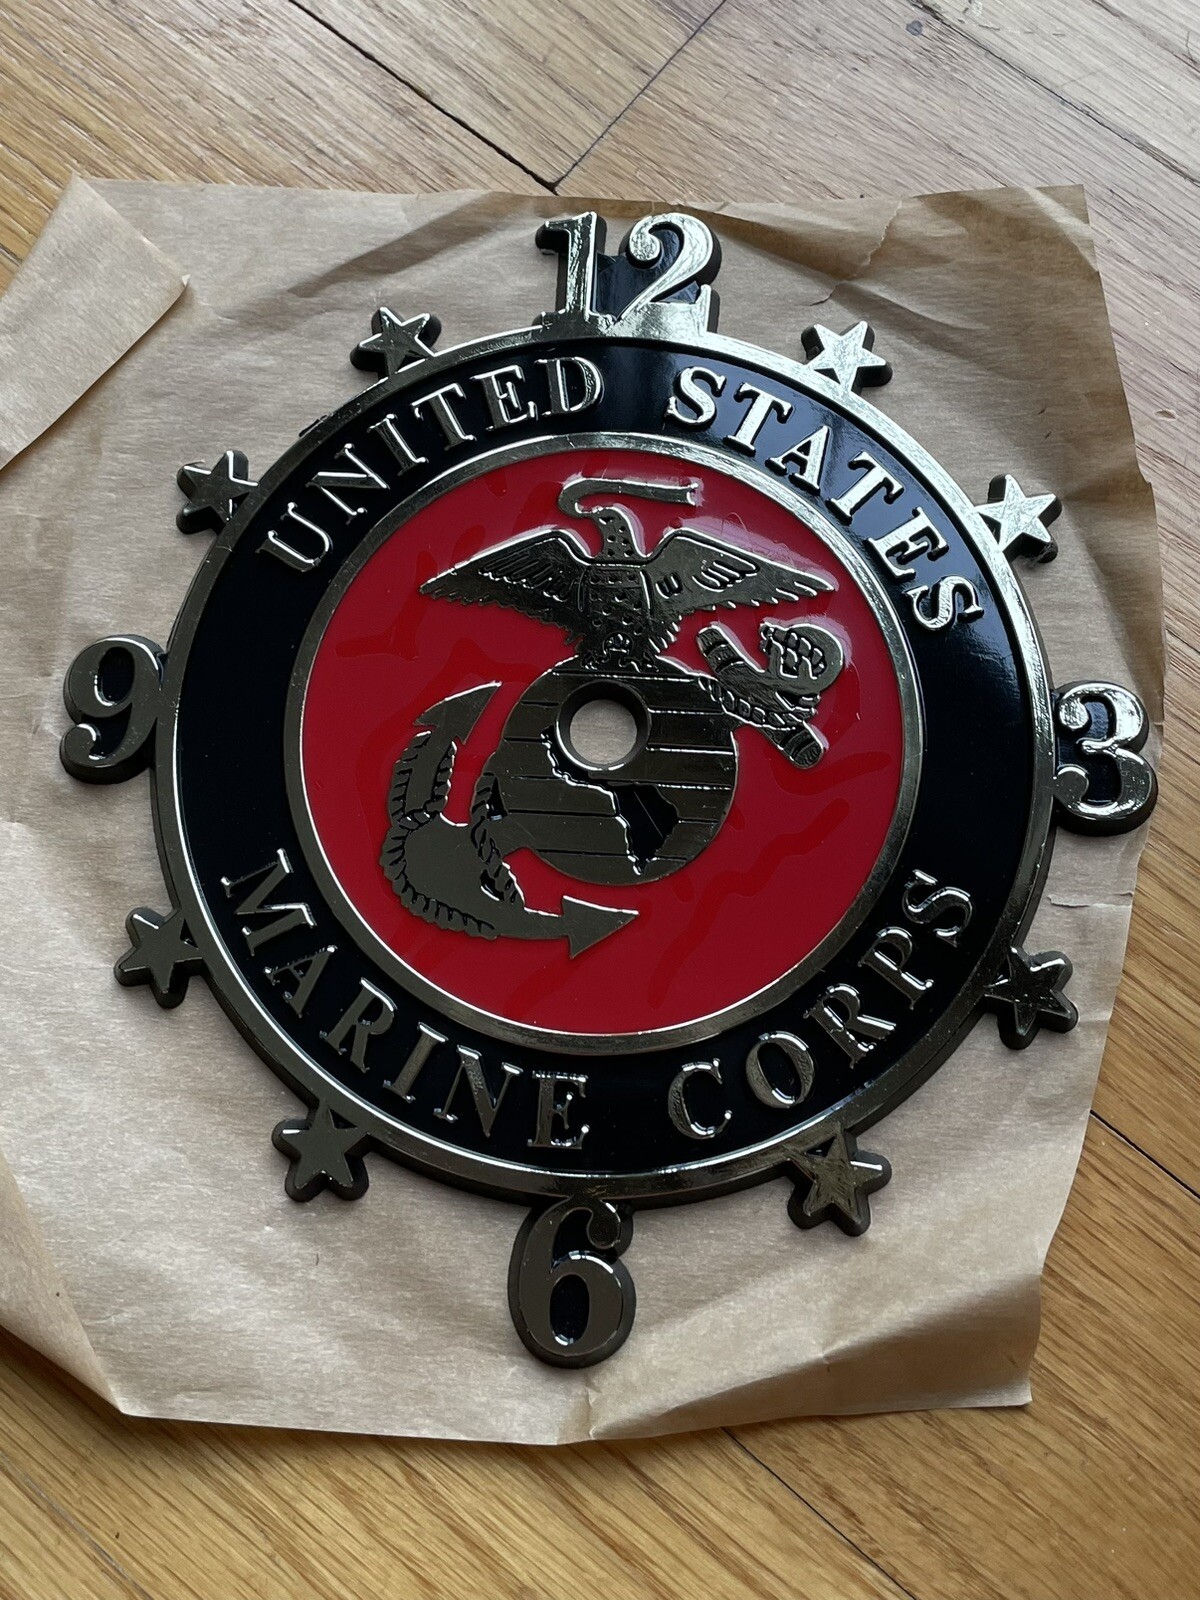 12
UNITED STATES
9
3
MARINE CORPS
6